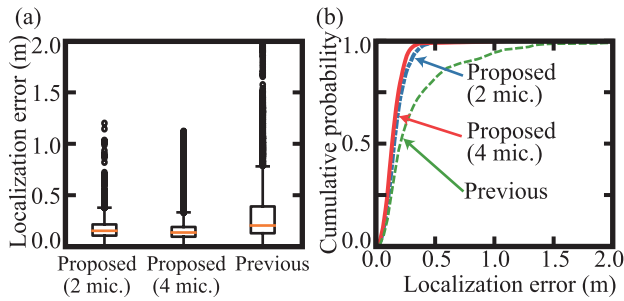 (a)
Localization error (m)
2.0
1.5
1.0
0.5
0.0
Proposed
(2 mic.)
Proposed
(4 mic.)
Previous
(b)
Cumulative probability
1.0
0.5
0.0
Proposed
(2 mic.)
Proposed
(4 mic.)
Previous
0.0
0.5
1.0
1.5
2.0
Localization error (m)